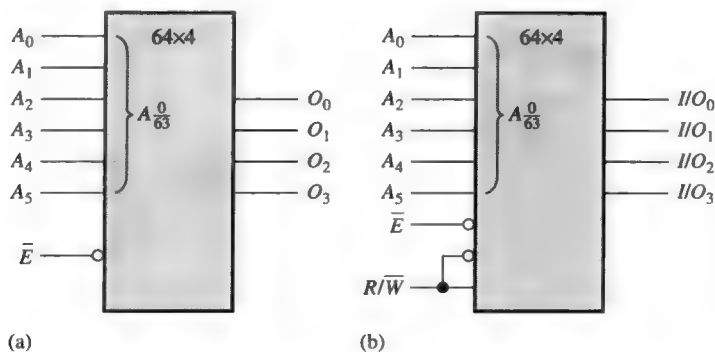 A₀ 64×4 A₀ 64×4
A₁ A₁
A₂ O₀ A₂ I/O₀
A 0/63 A 0/63
A₃ O₁ A₃ I/O₁
A₄ O₂ A₄ I/O₂
A₅ O₃ A₅ I/O₃
E̅ E̅
R/W̅
(a) (b)